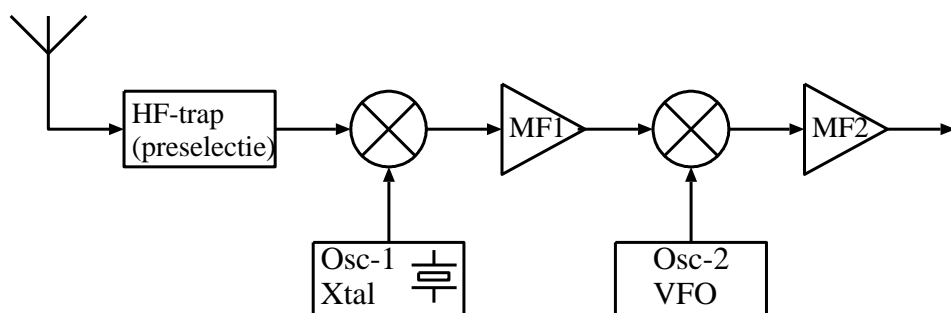 HF-trap
(preselectie)
MF1
MF2
Osc-1
Xtal
Osc-2
VFO